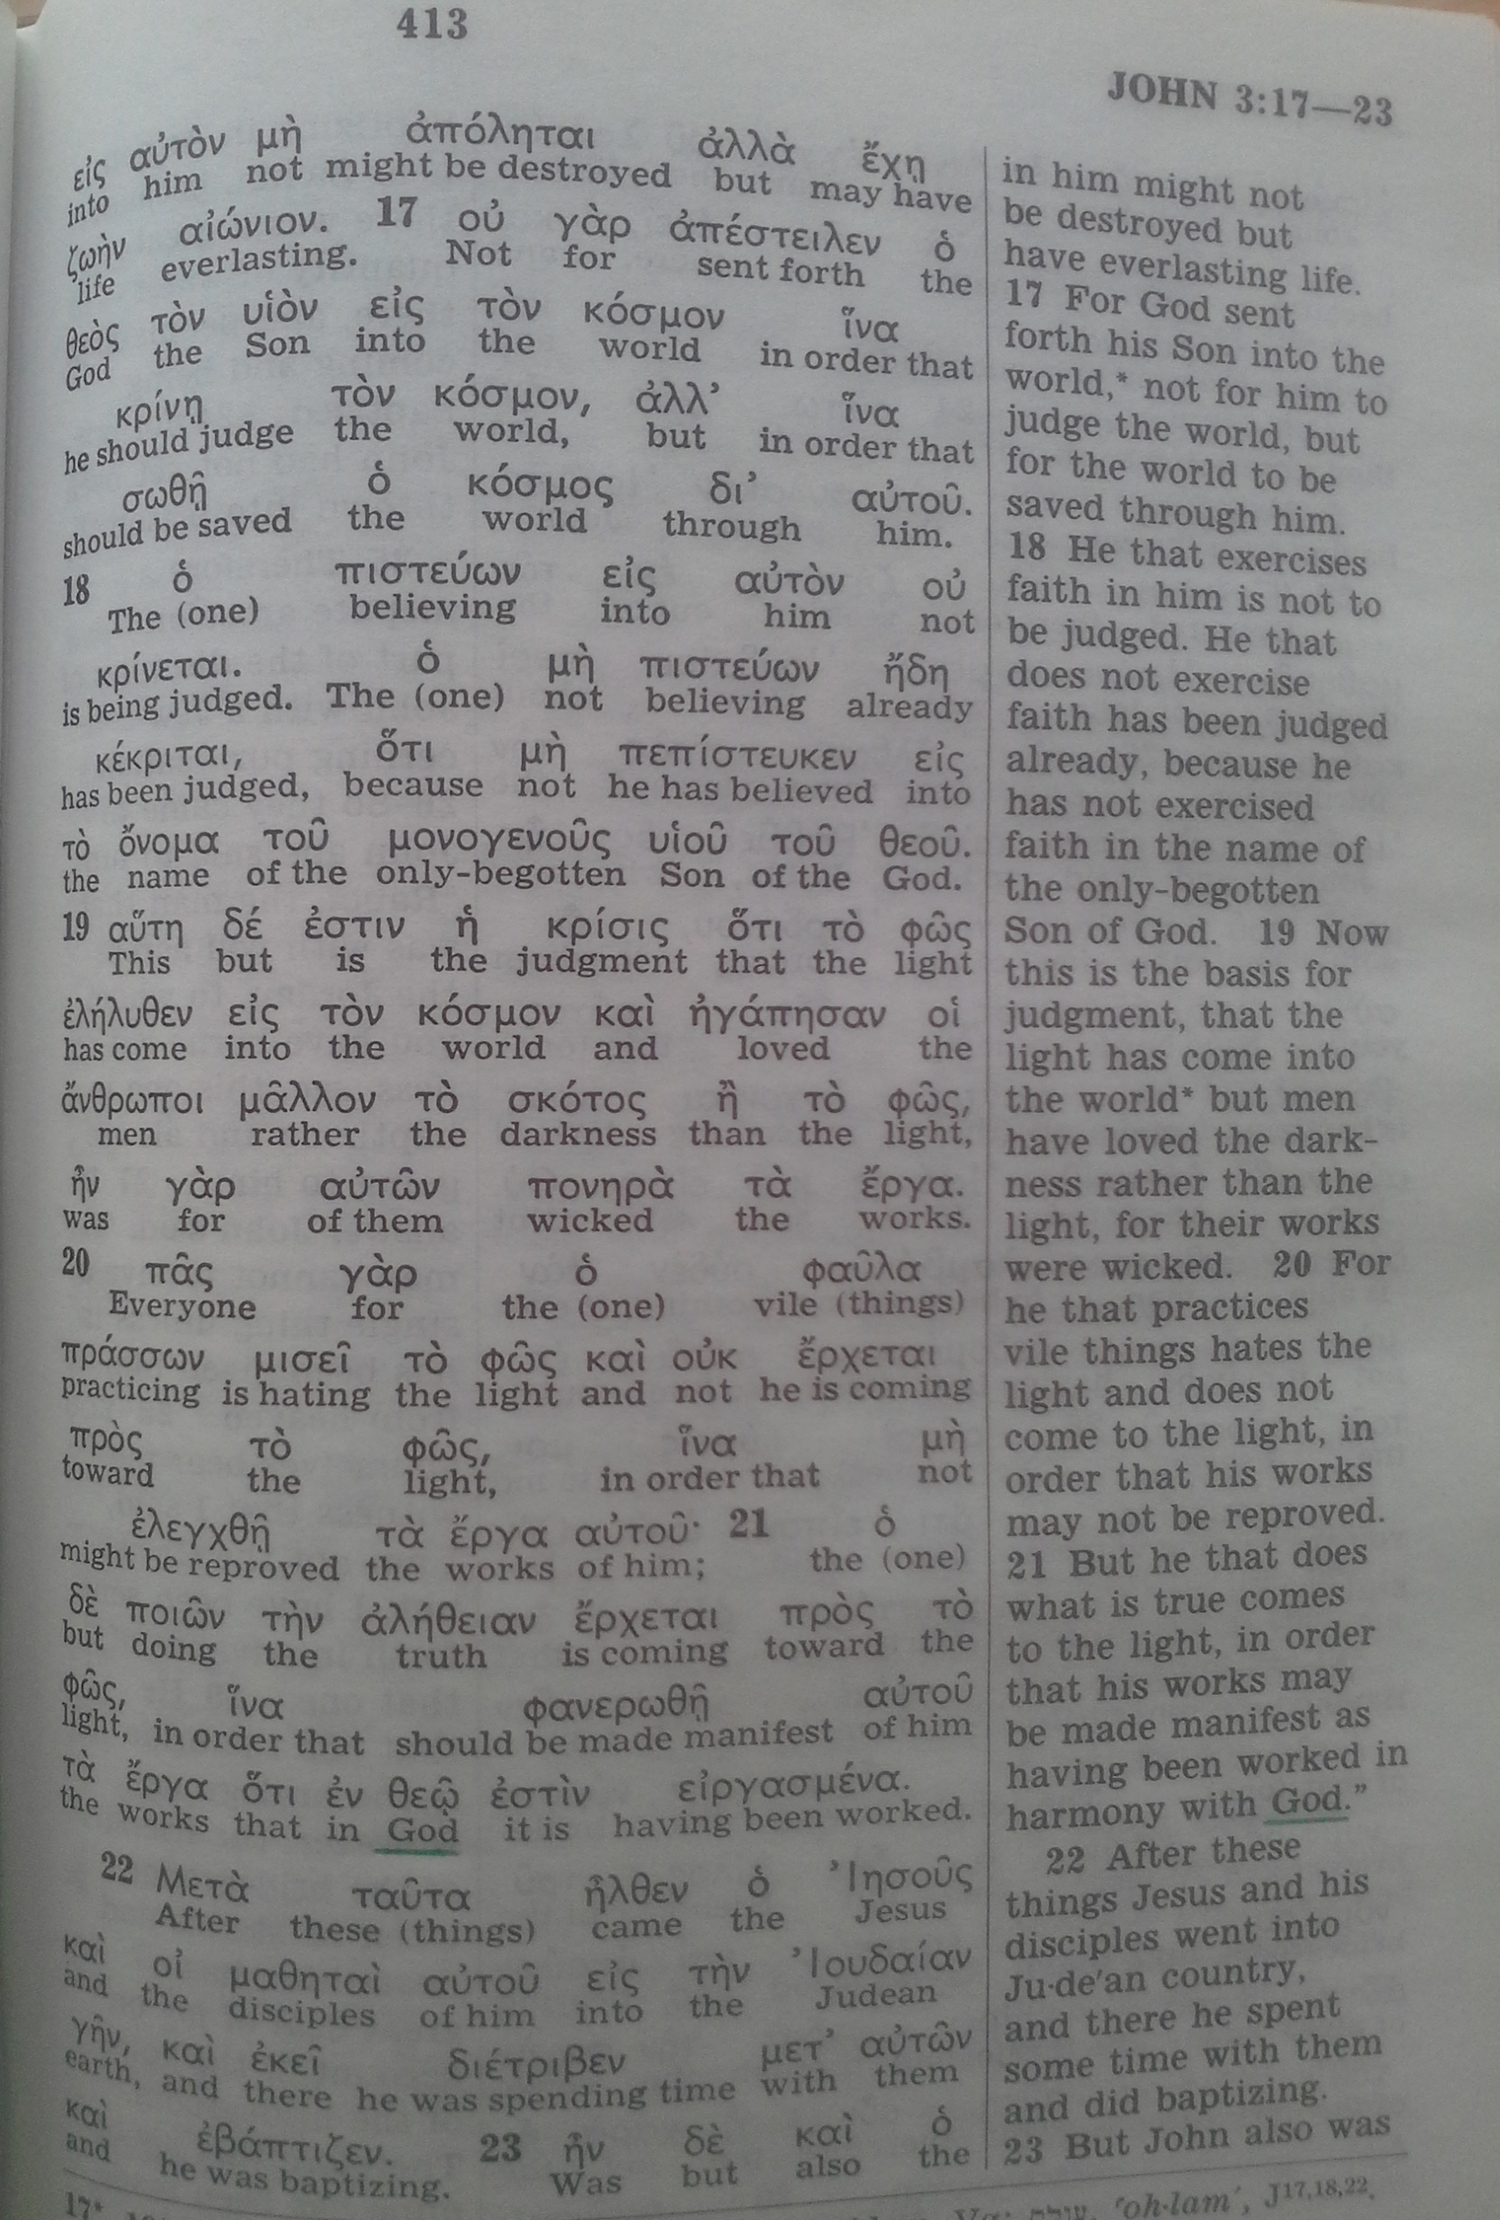 413
JOHN 3:17—23
εἰς αὐτὸν μὴ ἀπόληται ἀλλὰ ἔχῃ
into him not might be destroyed but may have
ζωὴν αἰώνιον. 17 οὐ γὰρ ἀπέστειλεν ὁ
life everlasting. Not for sent forth the
θεὸς τὸν υἱὸν εἰς τὸν κόσμον ἵνα
God the Son into the world in order that
κρίνῃ τὸν κόσμον, ἀλλ’ ἵνα
he should judge the world, but in order that
σωθῇ ὁ κόσμος δι’ αὐτοῦ.
should be saved the world through him.
18 ὁ πιστεύων εἰς αὐτὸν οὐ
The (one) believing into him not
κρίνεται. ὁ μὴ πιστεύων ἤδη
is being judged. The (one) not believing already
κέκριται, ὅτι μὴ πεπίστευκεν εἰς
has been judged, because not he has believed into
τὸ ὄνομα τοῦ μονογενοῦς υἱοῦ τοῦ θεοῦ.
the name of the only-begotten Son of the God.
19 αὕτη δέ ἐστιν ἡ κρίσις ὅτι τὸ φῶς
This but is the judgment that the light
ἐλήλυθεν εἰς τὸν κόσμον καὶ ἠγάπησαν οἱ
has come into the world and loved the
ἄνθρωποι μᾶλλον τὸ σκότος ἢ τὸ φῶς,
men rather the darkness than the light,
ἦν γὰρ αὐτῶν πονηρὰ τὰ ἔργα.
was for of them wicked the works.
20 πᾶς γὰρ ὁ φαῦλα
Everyone for the (one) vile (things)
πράσσων μισεῖ τὸ φῶς καὶ οὐκ ἔρχεται
practicing is hating the light and not he is coming
πρὸς τὸ φῶς, ἵνα μὴ
toward the light, in order that not
ἐλεγχθῇ τὰ ἔργα αὐτοῦ· 21 ὁ
might be reproved the works of him; the (one)
δὲ ποιῶν τὴν ἀλήθειαν ἔρχεται πρὸς τὸ
but doing the truth is coming toward the
φῶς, ἵνα φανερωθῇ αὐτοῦ
light, in order that should be made manifest of him
τὰ ἔργα ὅτι ἐν θεῷ ἐστὶν εἰργασμένα.
the works that in God it is having been worked.
22 Μετὰ ταῦτα ἦλθεν ὁ Ἰησοῦς
After these (things) came the Jesus
καὶ οἱ μαθηταὶ αὐτοῦ εἰς τὴν Ἰουδαίαν
and the disciples of him into the Judean
γῆν, καὶ ἐκεῖ διέτριβεν μετ’ αὐτῶν
earth, and there he was spending time with them
καὶ ἐβάπτιζεν. 23 ἦν δὲ καὶ ὁ
and he was baptizing. Was but also the
in him might not
be destroyed but
have everlasting life.
17 For God sent
forth his Son into the
world,* not for him to
judge the world, but
for the world to be
saved through him.
18 He that exercises
faith in him is not to
be judged. He that
does not exercise
faith has been judged
already, because he
has not exercised
faith in the name of
the only-begotten
Son of God. 19 Now
this is the basis for
judgment, that the
light has come into
the world* but men
have loved the dark-
ness rather than the
light, for their works
were wicked. 20 For
he that practices
vile things hates the
light and does not
come to the light, in
order that his works
may not be reproved.
21 But he that does
what is true comes
to the light, in order
that his works may
be made manifest as
having been worked in
harmony with God.”
22 After these
things Jesus and his
disciples went into
Ju·de′an country,
and there he spent
some time with them
and did baptizing.
23 But John also was
17* ‛oh·lam′, J17,18,22.